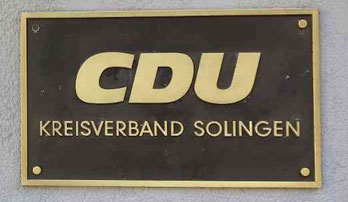 CDU
KREISVERBAND SOLINGEN